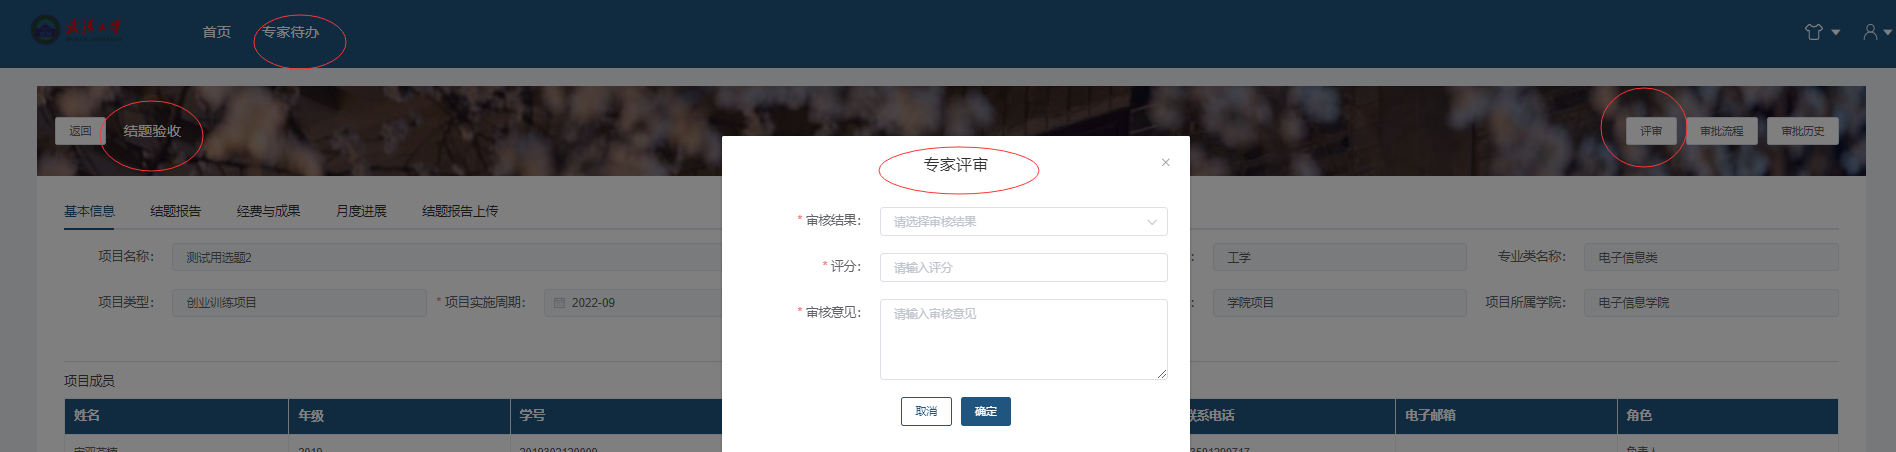 武汉大学
首页 专家待办
返回 结题验收 评审 审批流程 审批历史
专家评审
基本信息 结题报告 经费与成果 月度进展 结题报告上传
* 审核结果： 请选择审核结果
* 评分： 请输入评分
* 审核意见： 请输入审核意见
取消 确定
项目名称： 测试用选题2 : 工学 专业类名称： 电子信息类
项目类型： 创业训练项目 * 项目实施周期： 2022-09 : 学院项目 项目所属学院： 电子信息学院
项目成员
姓名 年级 学号 联系电话 电子邮箱 角色
2019 负责人